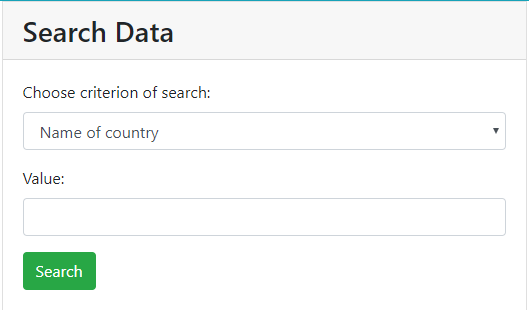 Search Data
Choose criterion of search:
Name of country
Value:
Search